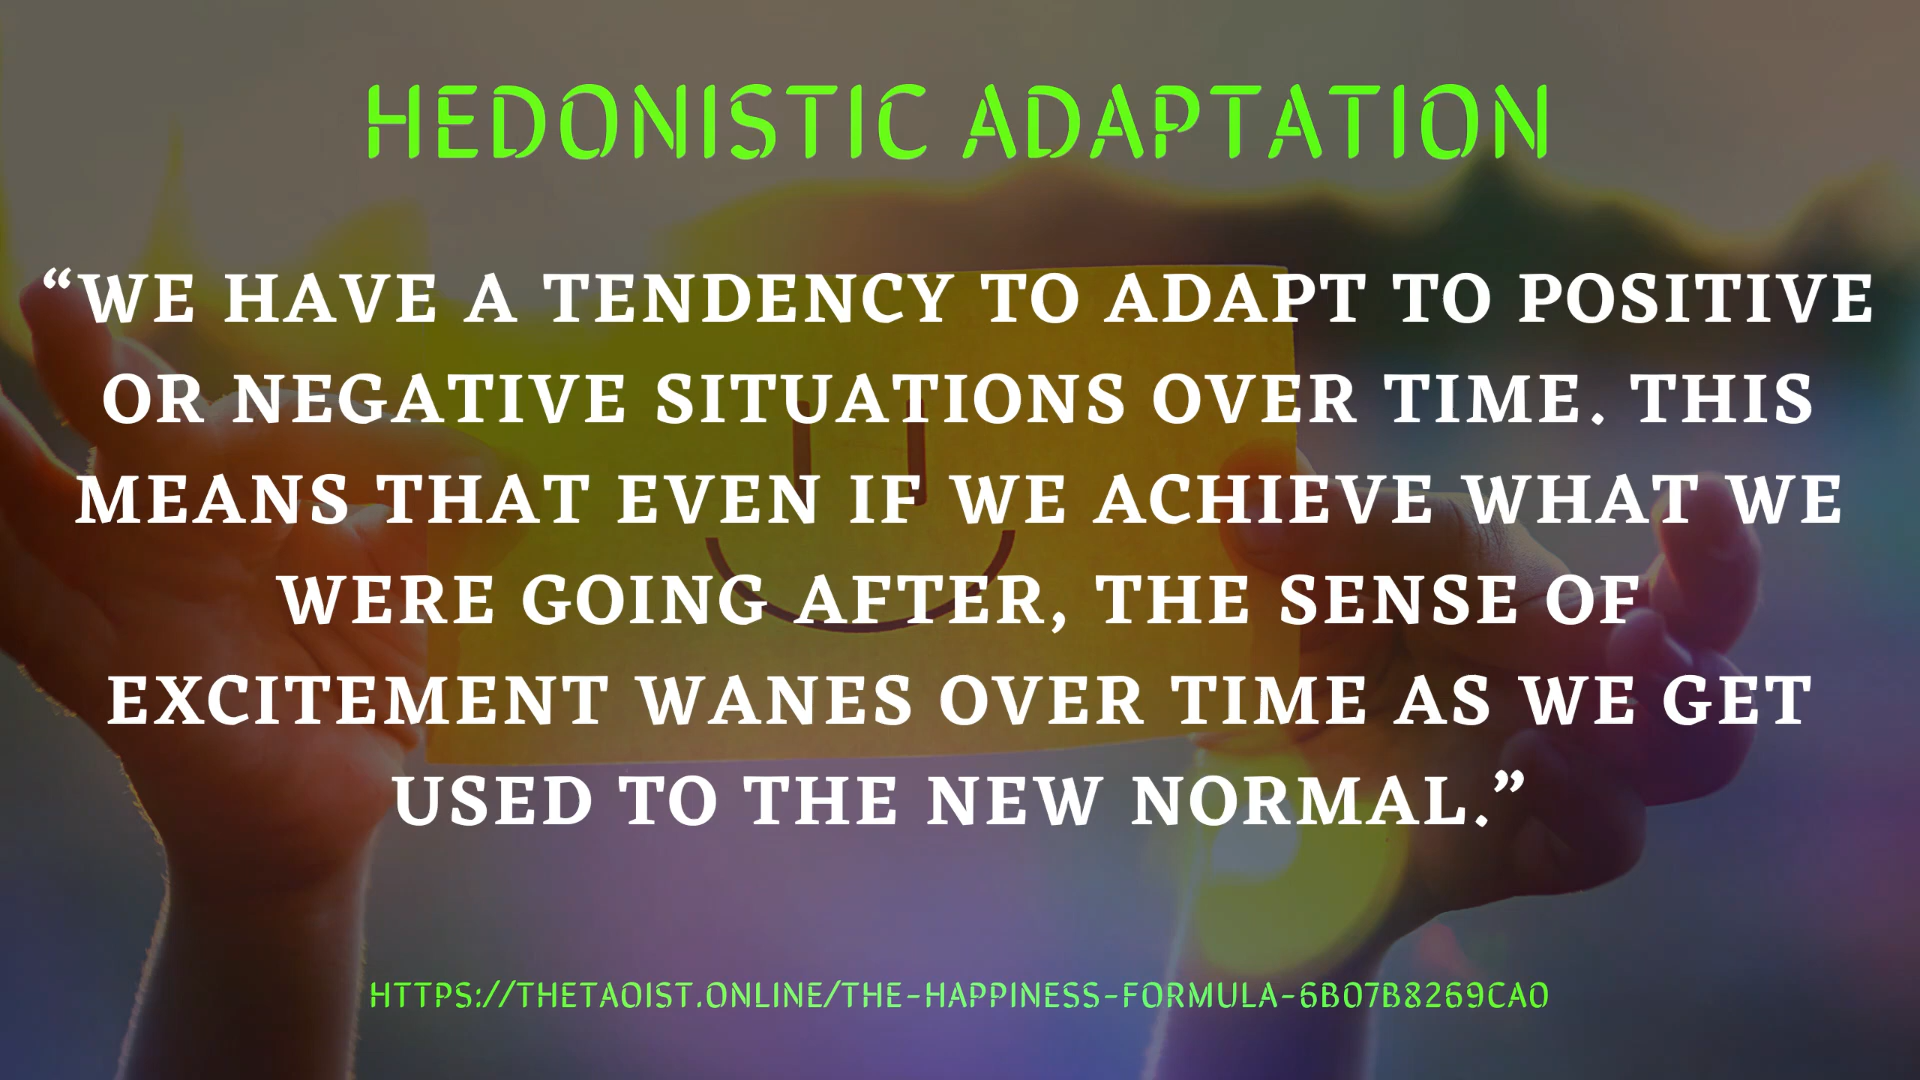 HEDONISTIC ADAPTATION
“WE HAVE A TENDENCY TO ADAPT TO POSITIVE
OR NEGATIVE SITUATIONS OVER TIME. THIS
MEANS THAT EVEN IF WE ACHIEVE WHAT WE
WERE GOING AFTER, THE SENSE OF
EXCITEMENT WANES OVER TIME AS WE GET
USED TO THE NEW NORMAL.”
HTTPS://THETAOIST.ONLINE/THE-HAPPINESS-FORMULA-6B07B8269CA0